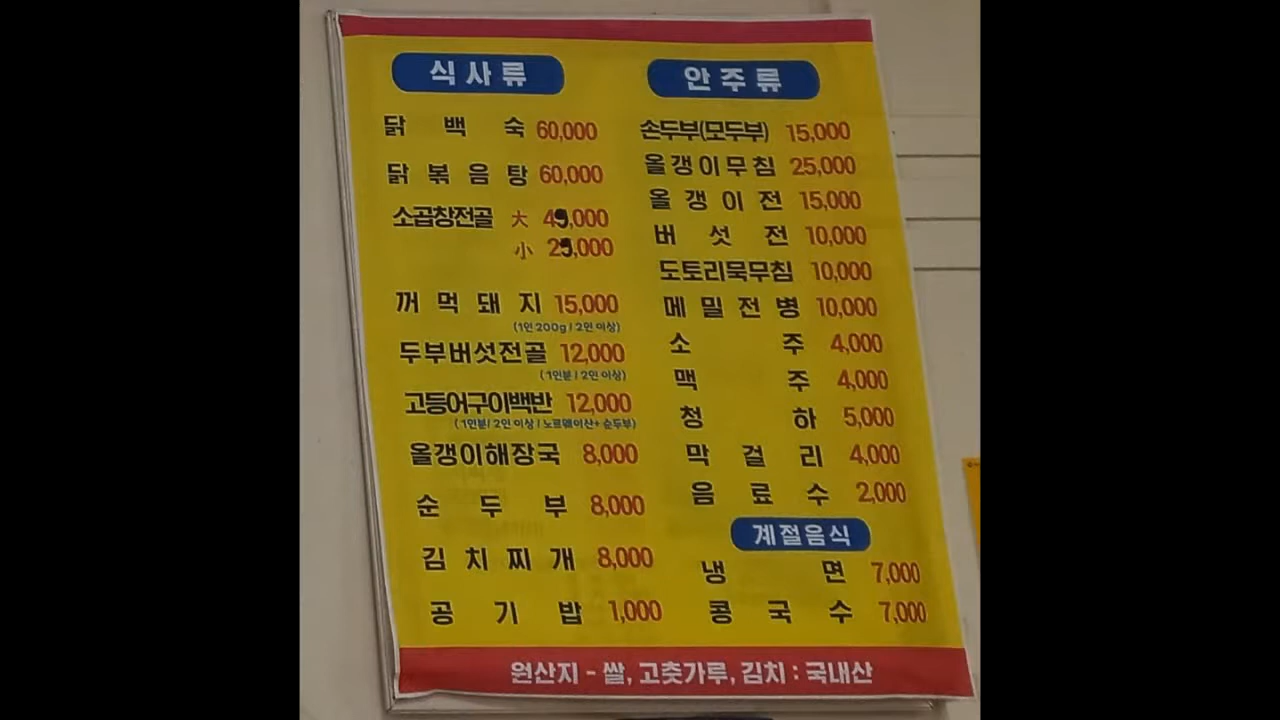 식사류
닭백숙 60,000
닭볶음탕 60,000
소곱창전골 大 45,000
小 25,000
꺼먹돼지 15,000
(1인 200g / 2인 이상)
두부버섯전골 12,000
(1인분 / 2인 이상)
고등어구이백반 12,000
(1인분/ 2인 이상 / 노르웨이산+ 순두부)
올갱이해장국 8,000
순두부 8,000
김치찌개 8,000
공기밥 1,000
안주류
손두부(모두부) 15,000
올갱이무침 25,000
올갱이전 15,000
버섯전 10,000
도토리묵무침 10,000
메밀전병 10,000
소주 4,000
맥주 4,000
청하 5,000
막걸리 4,000
음료수 2,000
계절음식
냉면 7,000
콩국수 7,000
원산지 - 쌀, 고춧가루, 김치 : 국내산